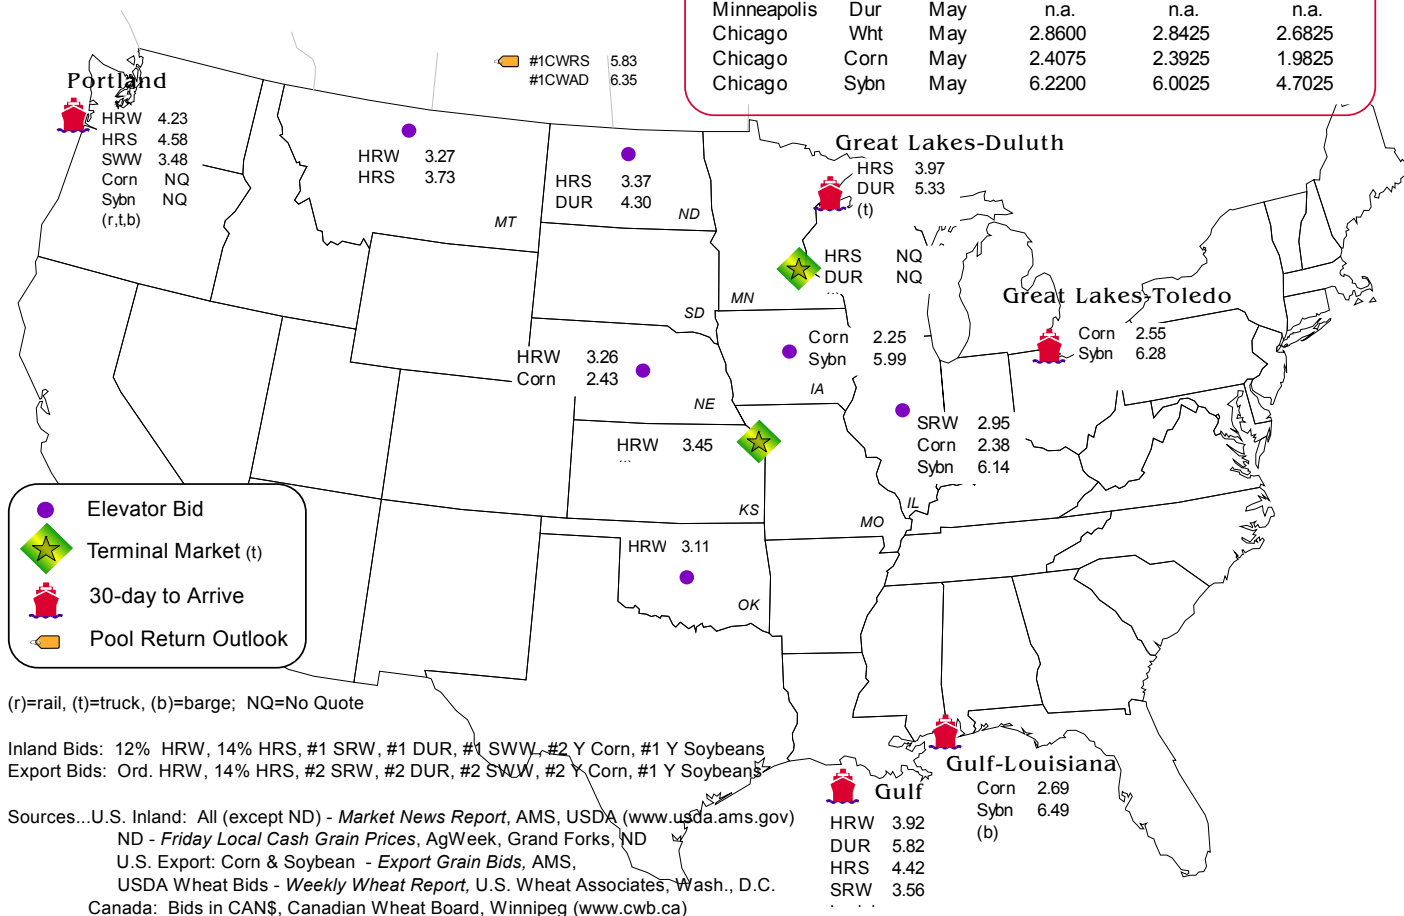 Minneapolis Dur May n.a. n.a. n.a.
Chicago Wht May 2.8600 2.8425 2.6825
Chicago Corn May 2.4075 2.3925 1.9825
Chicago Sybn May 6.2200 6.0025 4.7025
#1CWRS 5.83
#1CWAD 6.35
Portland
HRW 4.23
HRS 4.58
SWW 3.48
Corn NQ
Sybn NQ
(r,t,b)
HRW 3.27
HRS 3.73
MT
HRS 3.37
DUR 4.30
ND
Great Lakes-Duluth
HRS 3.97
DUR 5.33
(t)
HRS NQ
DUR NQ
MN
SD
Great Lakes-Toledo
Corn 2.55
Sybn 6.28
Corn 2.25
Sybn 5.99
IA
HRW 3.26
Corn 2.43
NE
SRW 2.95
Corn 2.38
Sybn 6.14
IL
HRW 3.45
KS
MO
HRW 3.11
OK
Elevator Bid
Terminal Market (t)
30-day to Arrive
Pool Return Outlook
Gulf-Louisiana
Corn 2.69
Sybn 6.49
(b)
Gulf
HRW 3.92
DUR 5.82
HRS 4.42
SRW 3.56
(r)=rail, (t)=truck, (b)=barge; NQ=No Quote
Inland Bids: 12% HRW, 14% HRS, #1 SRW, #1 DUR, #1 SWW, #2 Y Corn, #1 Y Soybeans
Export Bids: Ord. HRW, 14% HRS, #2 SRW, #2 DUR, #2 SWW, #2 Y Corn, #1 Y Soybeans
Sources...U.S. Inland: All (except ND) - Market News Report, AMS, USDA (www.usda.ams.gov)
ND - Friday Local Cash Grain Prices, AgWeek, Grand Forks, ND
U.S. Export: Corn & Soybean - Export Grain Bids, AMS,
USDA Wheat Bids - Weekly Wheat Report, U.S. Wheat Associates, Wash., D.C.
Canada: Bids in CAN$, Canadian Wheat Board, Winnipeg (www.cwb.ca)